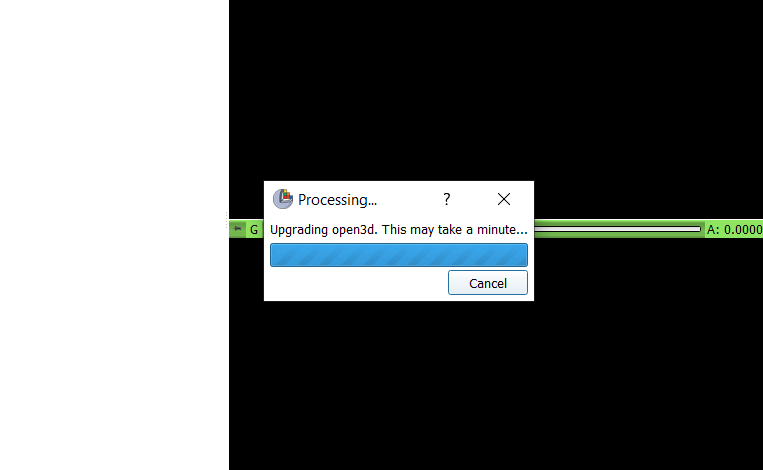 Processing...
?
Upgrading open3d. This may take a minute...
G
A: 0.0000
Cancel